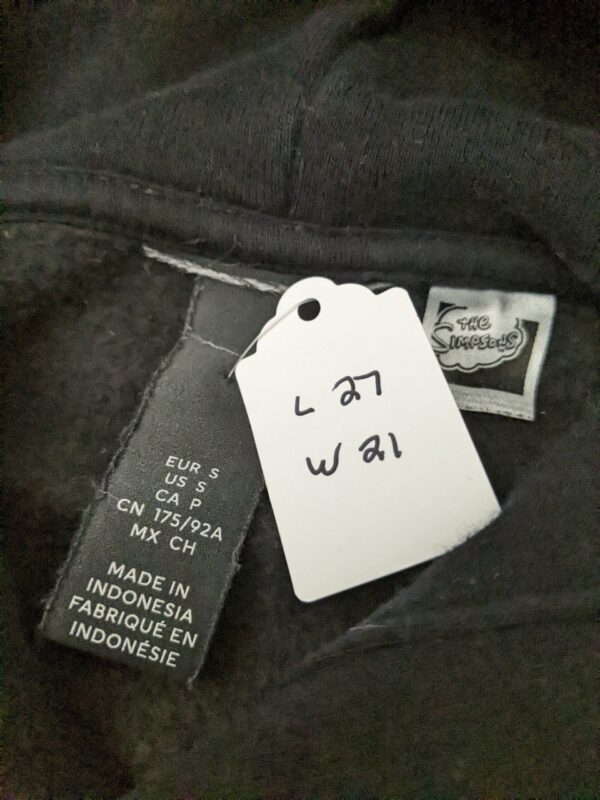 THE
SIMPSONS
L 27
W 21
EUR S
US S
CA P
CN 175/92A
MX CH
MADE IN
INDONESIA
FABRIQUÉ EN
INDONÉSIE